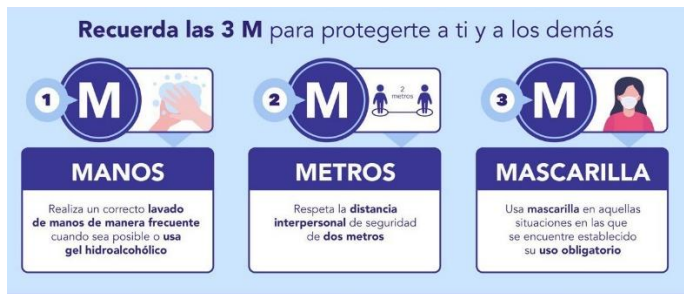 Recuerda las 3 M para protegerte a ti y a los demás
1
M
MANOS
Realiza un correcto lavado
de manos de manera frecuente
cuando sea posible o usa
gel hidroalcohólico
2
M
2
metros
METROS
Respeta la distancia
interpersonal de seguridad
de dos metros
3
M
MASCARILLA
Usa mascarilla en aquellas
situaciones en las que
se encuentre establecido
su uso obligatorio